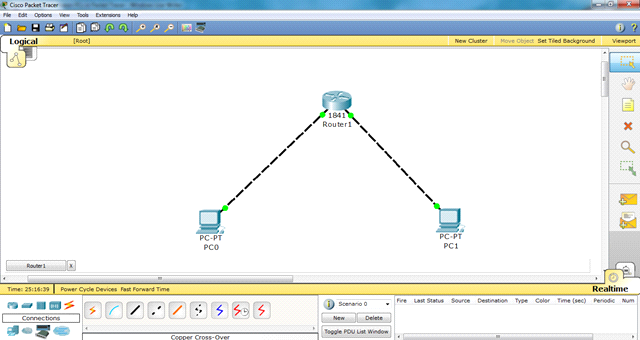 Cisco Packet Tracer
File Edit Options View Tools Extensions Help
Logical [Root] New Cluster Move Object Set Tiled Background Viewport
1841
Router1
PC-PT
PC0
PC-PT
PC1
Router1 X
Time: 25:16:39 Power Cycle Devices Fast Forward Time Realtime
Scenario 0
Fire Last Status Source Destination Type Color Time (sec) Periodic Num
New Delete
Connections
Toggle PDU List Window
Copper Cross-Over